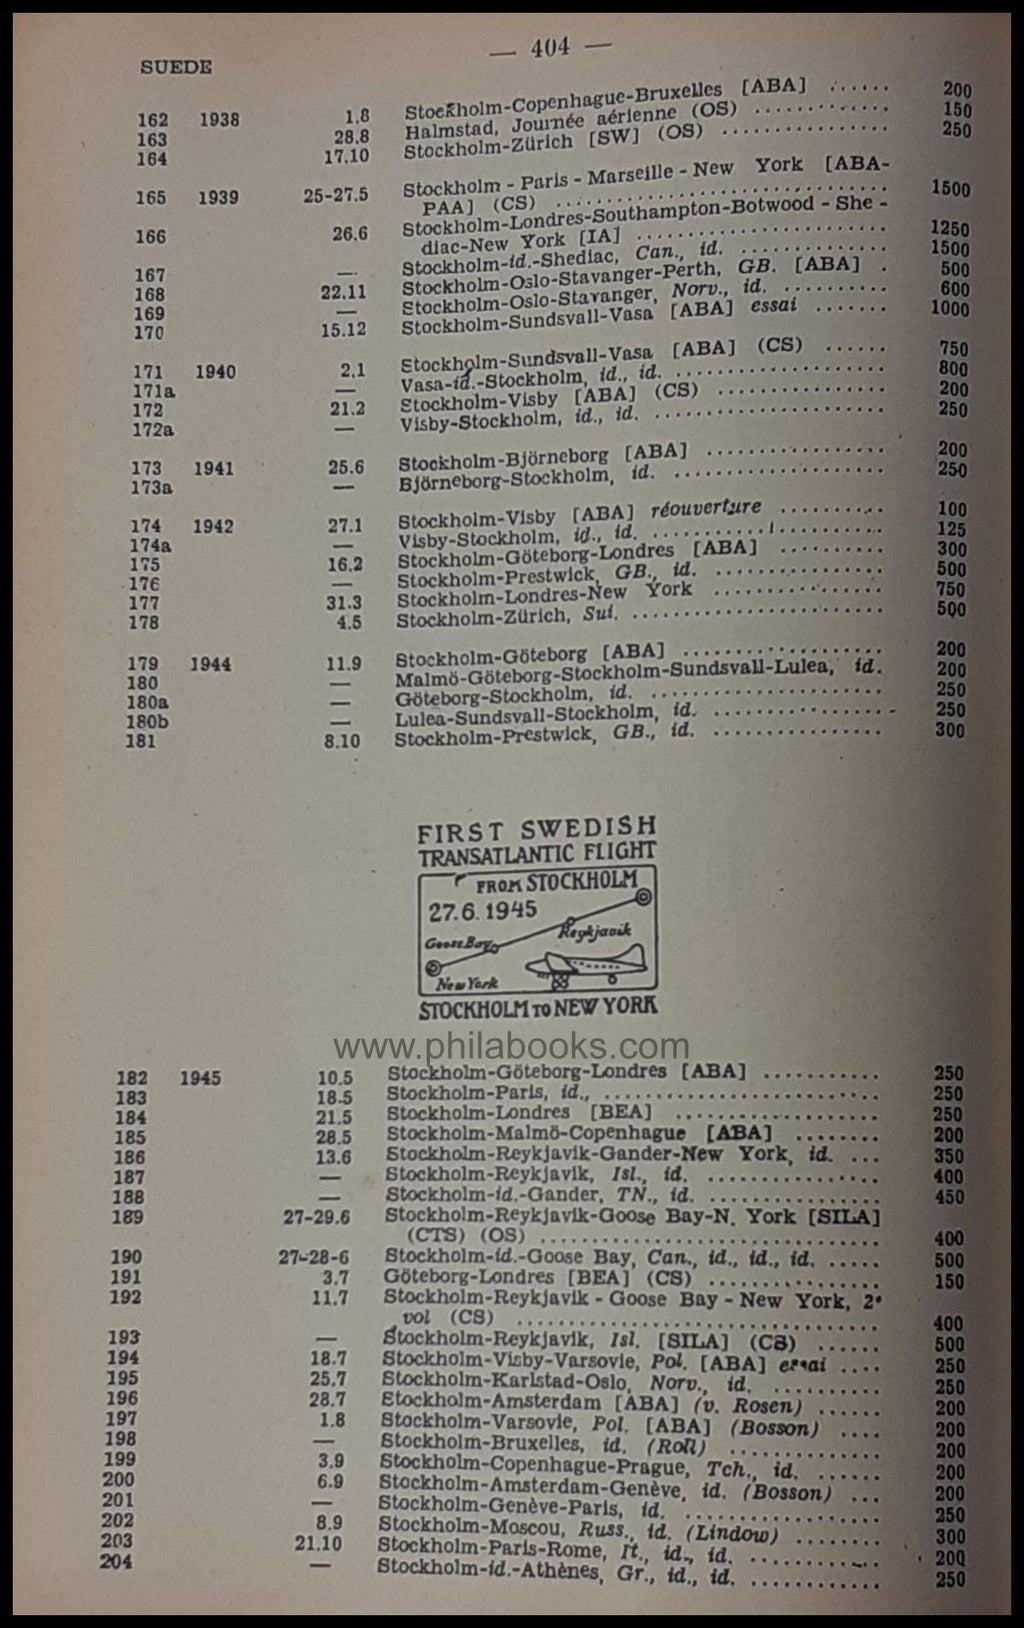 — 404 —
SUEDE
162 1938 1.8 Stockholm-Copenhague-Bruxelles [ABA] ...... 200
163 28.8 Halmstad, Journée aérienne (OS) ............ 150
164 17.10 Stockholm-Zürich [SW] (OS) ............... 250
165 1939 25-27.5 Stockholm - Paris - Marseille - New York [ABA-
PAA] (CS) ............................ 1500
166 26.6 Stockholm-Londres-Southampton-Botwood - She -
diac-New York [IA] ..................... 1250
167 — Stockholm-id.-Shediac, Can., id. ............ 1500
168 22.11 Stockholm-Oslo-Stavanger-Perth, GB. [ABA] . 500
169 — Stockholm-Oslo-Stavanger, Norv., id. .......... 600
170 15.12 Stockholm-Sundsvall-Vasa [ABA] essai ....... 1000
171 1940 2.1 Stockholm-Sundsvall-Vasa [ABA] (CS) ...... 750
171a — Vasa-id.-Stockholm, id., id. .................. 800
172 21.2 Stockholm-Visby [ABA] (CS) ............... 200
172a — Visby-Stockholm, id., id. .................... 250
173 1941 25.6 Stockholm-Björneborg [ABA] ................ 200
173a — Björneborg-Stockholm, id. .................. 250
174 1942 27.1 Stockholm-Visby [ABA] réouverture .......... 100
174a — Visby-Stockholm, id., id. .................... 125
175 16.2 Stockholm-Göteborg-Londres [ABA] .......... 300
176 — Stockholm-Prestwick, GB., id. ............... 500
177 31.3 Stockholm-Londres-New York ............... 750
178 4.5 Stockholm-Zürich, Sui. ...................... 500
179 1944 11.9 Stockholm-Göteborg [ABA] .................. 200
180 — Malmö-Göteborg-Stockholm-Sundsvall-Lulea, id. 200
180a — Göteborg-Stockholm, id. .................... 250
180b — Lulea-Sundsvall-Stockholm, id. ................ 250
181 8.10 Stockholm-Prestwick, GB., id. ............... 300
FIRST SWEDISH
TRANSATLANTIC FLIGHT
FROM STOCKHOLM
27.6.1945
Reykjavik
Goose Bay
New York
STOCKHOLM TO NEW YORK
www.philabooks.com
182 1945 10.5 Stockholm-Göteborg-Londres [ABA] ........... 250
183 18.5 Stockholm-Paris, id., ......................... 250
184 21.5 Stockholm-Londres [BEA] .................. 250
185 28.5 Stockholm-Malmö-Copenhague [ABA] ........ 200
186 13.6 Stockholm-Reykjavik-Gander-New York, id. ... 350
187 — Stockholm-Reykjavik, Isl., id. ............... 400
188 — Stockholm-id.-Gander, TN., id. ............... 450
189 27-29.6 Stockholm-Reykjavik-Goose Bay-N. York [SILA]
(CTS) (OS) .............................. 400
190 27-28-6 Stockholm-id.-Goose Bay, Can., id., id., id. ..... 500
191 3.7 Göteborg-Londres [BEA] (CS) ............... 150
192 11.7 Stockholm-Reykjavik - Goose Bay - New York, 2e
vol (CS) ................................ 400
193 — Stockholm-Reykjavik, Isl. [SILA] (CS) ...... 500
194 18.7 Stockholm-Visby-Varsovie, Pol. [ABA] essai .... 250
195 25.7 Stockholm-Karlstad-Oslo, Norv., id. .......... 250
196 28.7 Stockholm-Amsterdam [ABA] (v. Rosen) ...... 200
197 1.8 Stockholm-Varsovie, Pol. [ABA] (Bosson) .... 200
198 — Stockholm-Bruxelles, id. (Roll) .............. 200
199 3.9 Stockholm-Copenhague-Prague, Tch., id. ...... 200
200 6.9 Stockholm-Amsterdam-Genève, id. (Bosson) ... 200
201 — Stockholm-Genève-Paris, id. ................. 250
202 8.9 Stockholm-Moscou, Russ., id. (Lindow) ........ 300
203 21.10 Stockholm-Paris-Rome, It., id., id. ............ 200
204 — Stockholm-id.-Athènes, Gr., id., id. ............ 250